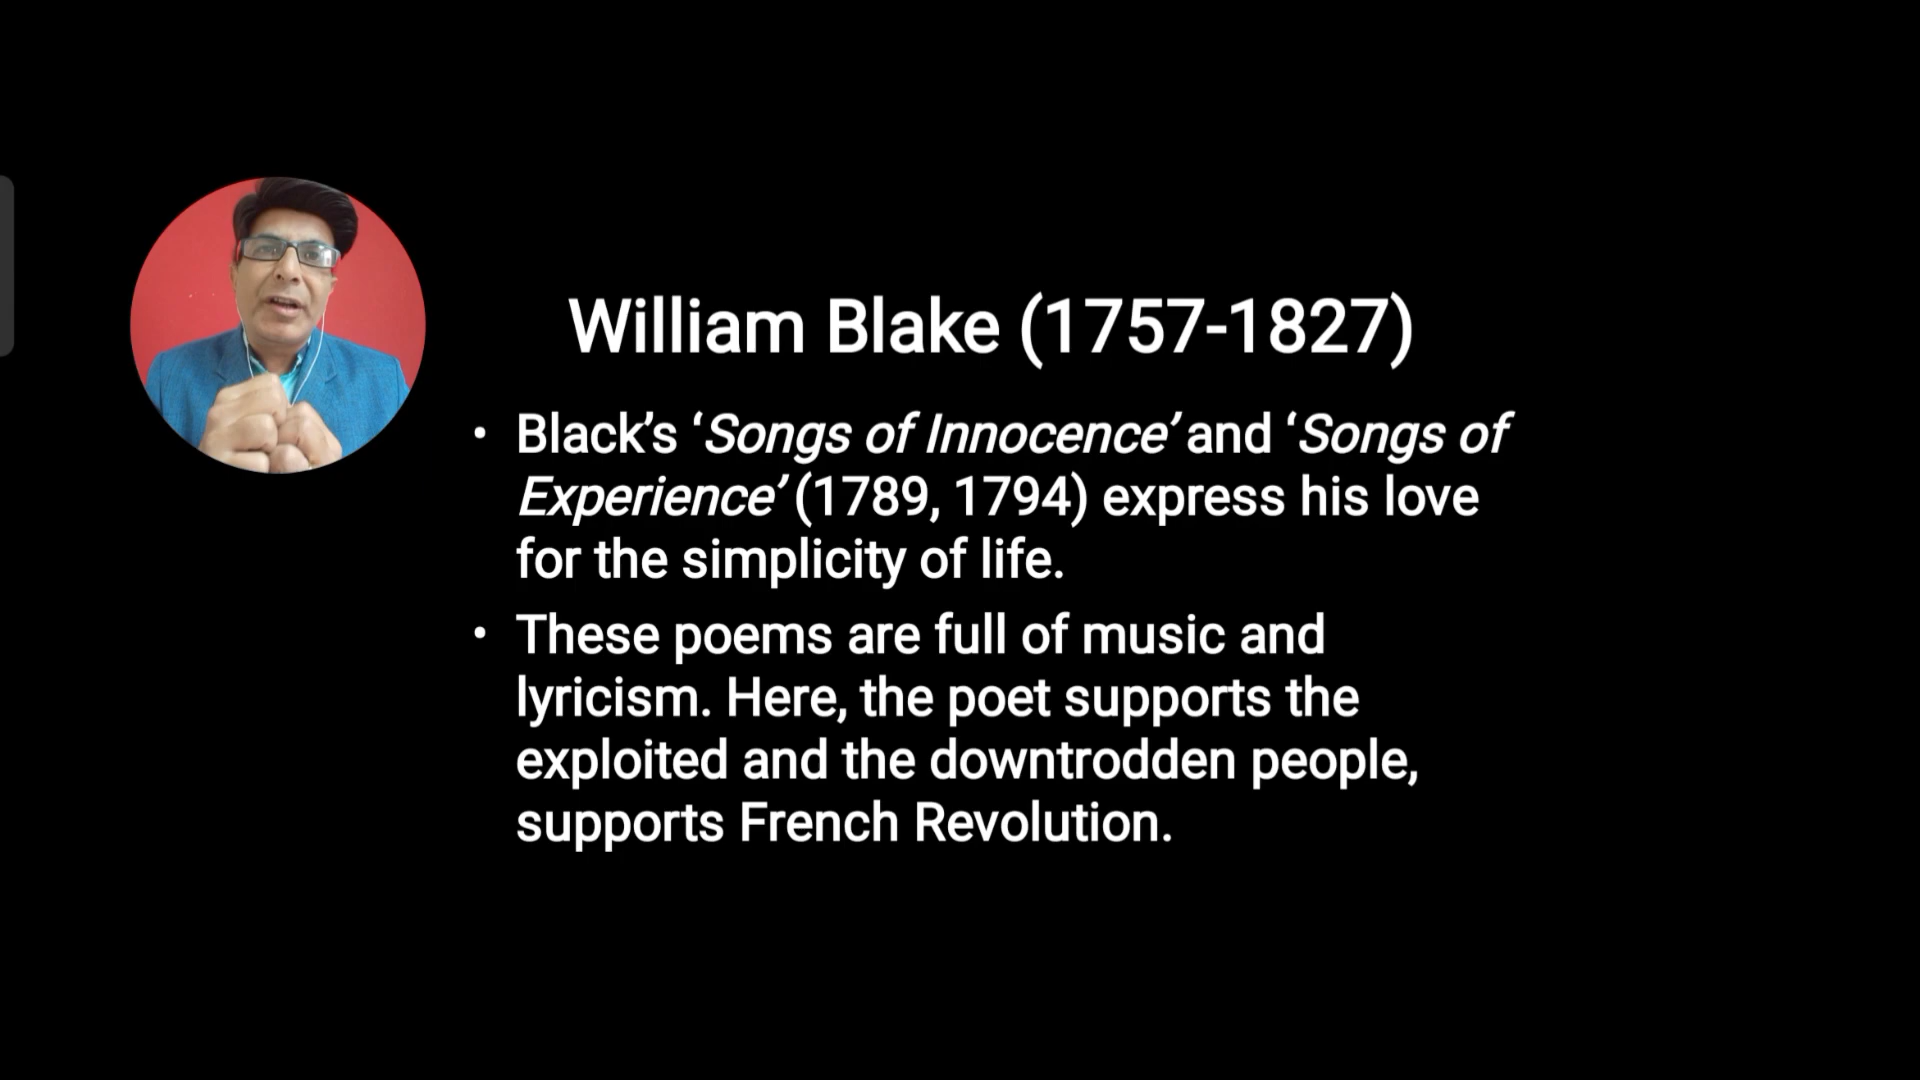 William Blake (1757-1827)
• Black’s ‘Songs of Innocence’ and ‘Songs of
Experience’ (1789, 1794) express his love
for the simplicity of life.
• These poems are full of music and
lyricism. Here, the poet supports the
exploited and the downtrodden people,
supports French Revolution.